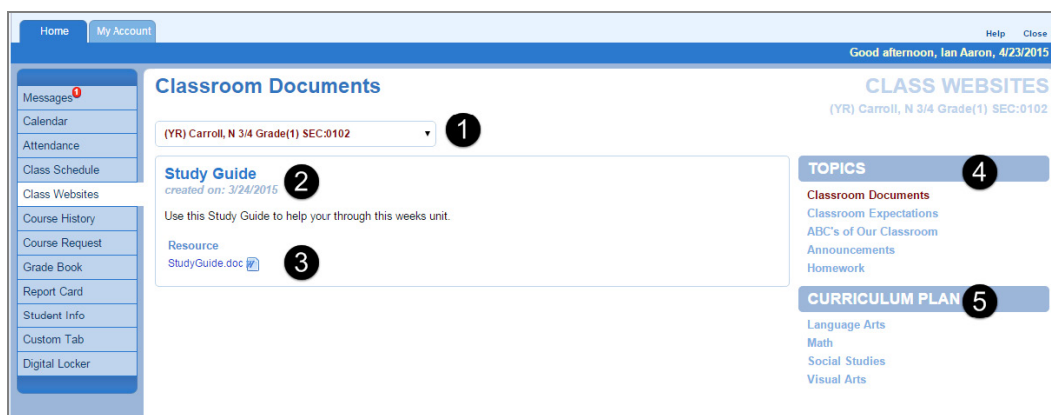 Home
My Account
Help Close
Good afternoon, Ian Aaron, 4/23/2015
Messages 1
Calendar
Attendance
Class Schedule
Class Websites
Course History
Course Request
Grade Book
Report Card
Student Info
Custom Tab
Digital Locker
Classroom Documents
CLASS WEBSITES
(YR) Carroll, N 3/4 Grade(1) SEC:0102
(YR) Carroll, N 3/4 Grade(1) SEC:0102
1
Study Guide
created on: 3/24/2015
2
Use this Study Guide to help your through this weeks unit.
Resource
StudyGuide.doc
3
TOPICS
4
Classroom Documents
Classroom Expectations
ABC's of Our Classroom
Announcements
Homework
CURRICULUM PLAN
5
Language Arts
Math
Social Studies
Visual Arts